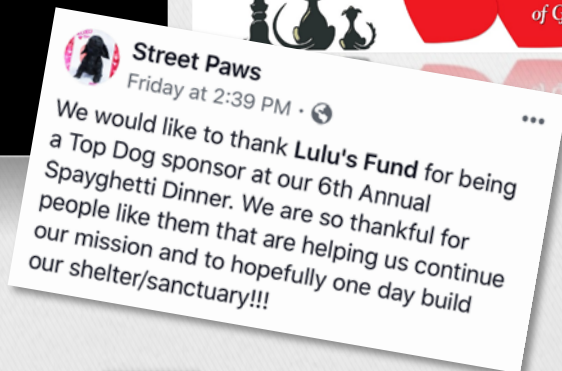 of
Street Paws
Friday at 2:39 PM ·
We would like to thank Lulu's Fund for being
a Top Dog sponsor at our 6th Annual
Spayghetti Dinner. We are so thankful for
people like them that are helping us continue
our mission and to hopefully one day build
our shelter/sanctuary!!!